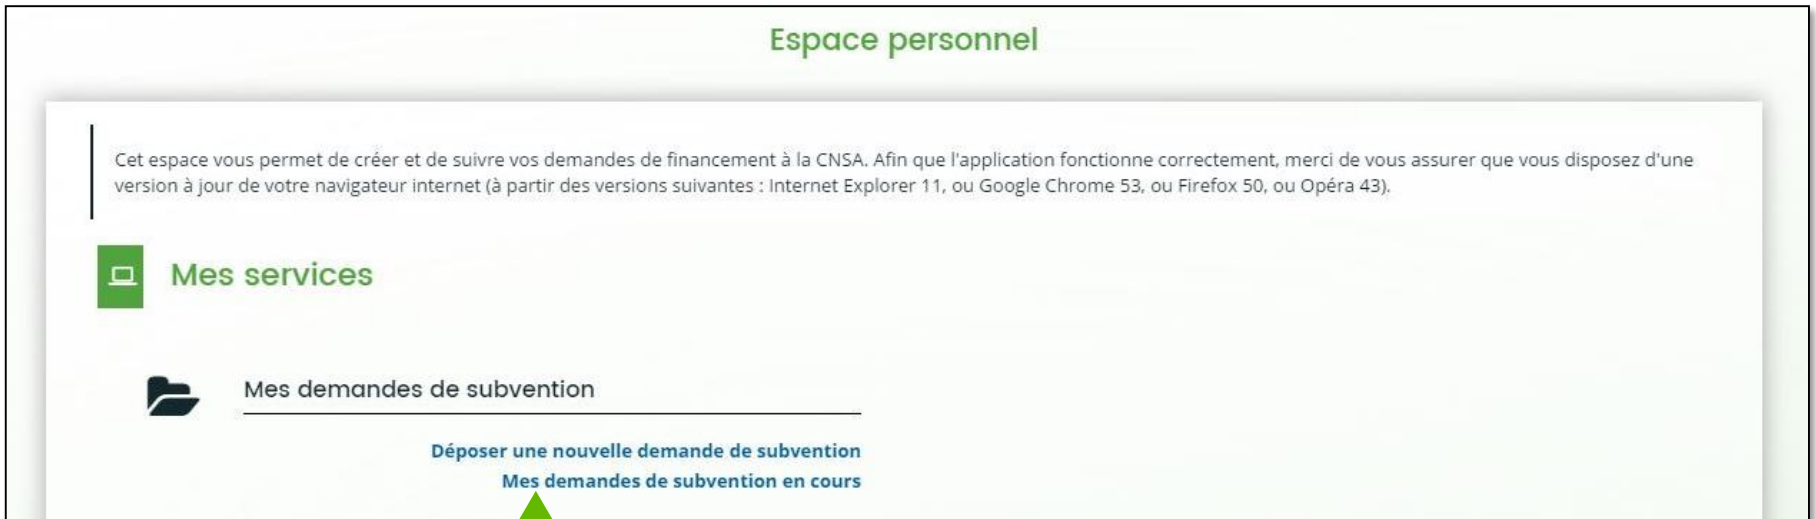 Espace personnel
Cet espace vous permet de créer et de suivre vos demandes de financement à la CNSA. Afin que l'application fonctionne correctement, merci de vous assurer que vous disposez d'une
version à jour de votre navigateur internet (à partir des versions suivantes : Internet Explorer 11, ou Google Chrome 53, ou Firefox 50, ou Opéra 43).
Mes services
Mes demandes de subvention
Déposer une nouvelle demande de subvention
Mes demandes de subvention en cours